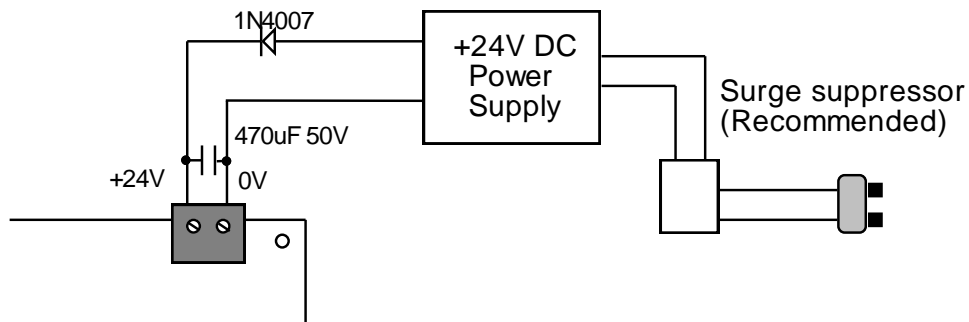 1N4007
+24V DC
Power
Supply
Surge suppressor
(Recommended)
470uF 50V
+24V
0V